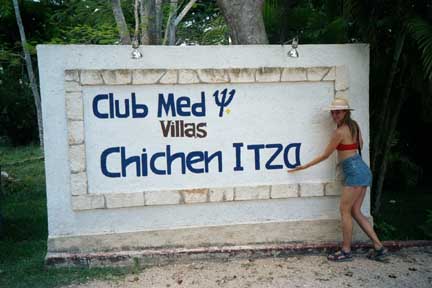 Club Med
Villas
Chichen ITza